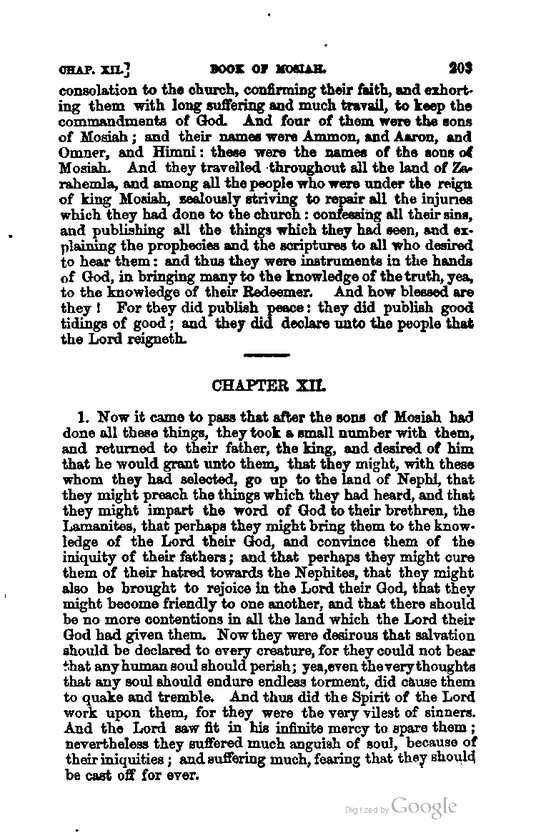 CHAP. XII.] BOOK OF MOSIAH. 203
consolation to the church, confirming their faith, and exhort-
ing them with long suffering and much travail, to keep the
commandments of God. And four of them were the sons
of Mosiah; and their names were Ammon, and Aaron, and
Omner, and Himni: these were the names of the sons of
Mosiah. And they travelled throughout all the land of Za-
rahemla, and among all the people who were under the reign
of king Mosiah, zealously striving to repair all the injuries
which they had done to the church: confessing all their sins,
and publishing all the things which they had seen, and ex-
plaining the prophecies and the scriptures to all who desired
to hear them: and thus they were instruments in the hands
of God, in bringing many to the knowledge of the truth, yea,
to the knowledge of their Redeemer. And how blessed are
they! For they did publish peace: they did publish good
tidings of good; and they did declare unto the people that
the Lord reigneth.
CHAPTER XII.
1. Now it came to pass that after the sons of Mosiah had
done all these things, they took a small number with them,
and returned to their father, the king, and desired of him
that he would grant unto them, that they might, with these
whom they had selected, go up to the land of Nephi, that
they might preach the things which they had heard, and that
they might impart the word of God to their brethren, the
Lamanites, that perhaps they might bring them to the know-
ledge of the Lord their God, and convince them of the
iniquity of their fathers; and that perhaps they might cure
them of their hatred towards the Nephites, that they might
also be brought to rejoice in the Lord their God, that they
might become friendly to one another, and that there should
be no more contentions in all the land which the Lord their
God had given them. Now they were desirous that salvation
should be declared to every creature, for they could not bear
that any human soul should perish; yea, even the very thoughts
that any soul should endure endless torment, did cause them
to quake and tremble. And thus did the Spirit of the Lord
work upon them, for they were the very vilest of sinners.
And the Lord saw fit in his infinite mercy to spare them;
nevertheless they suffered much anguish of soul, because of
their iniquities; and suffering much, fearing that they should
be cast off for ever.
Digitized by Google